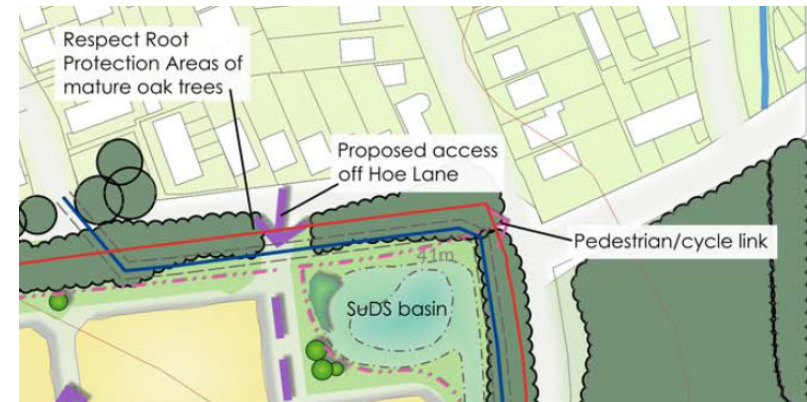 Respect Root
Protection Areas of
mature oak trees
Proposed access
off Hoe Lane
Pedestrian/cycle link
41m
SuDS basin